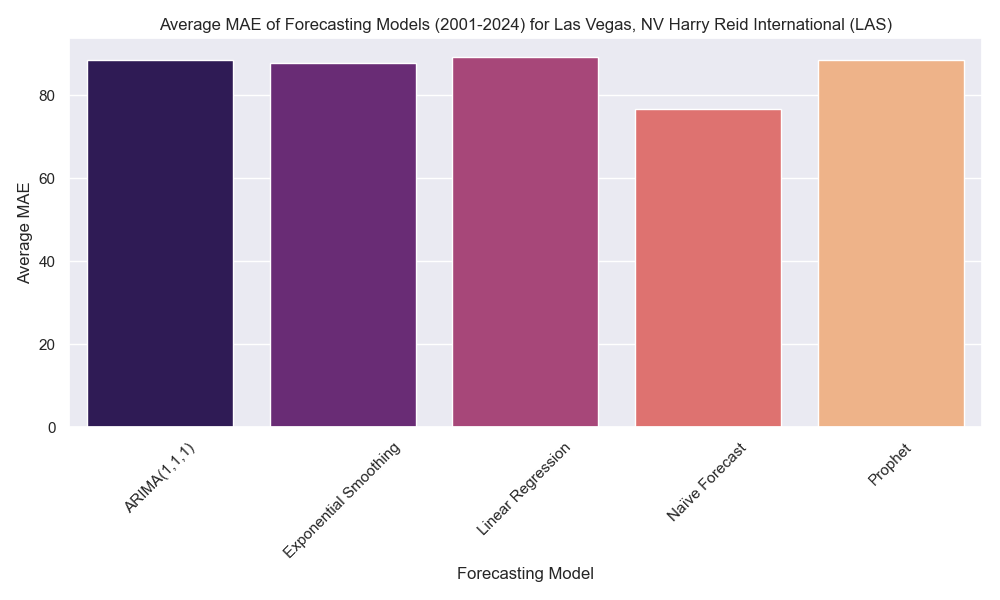 Average MAE of Forecasting Models (2001-2024) for Las Vegas, NV Harry Reid International (LAS)
Average MAE
80
60
40
20
0
ARIMA(1,1,1)
Exponential Smoothing
Linear Regression
Naïve Forecast
Prophet
Forecasting Model